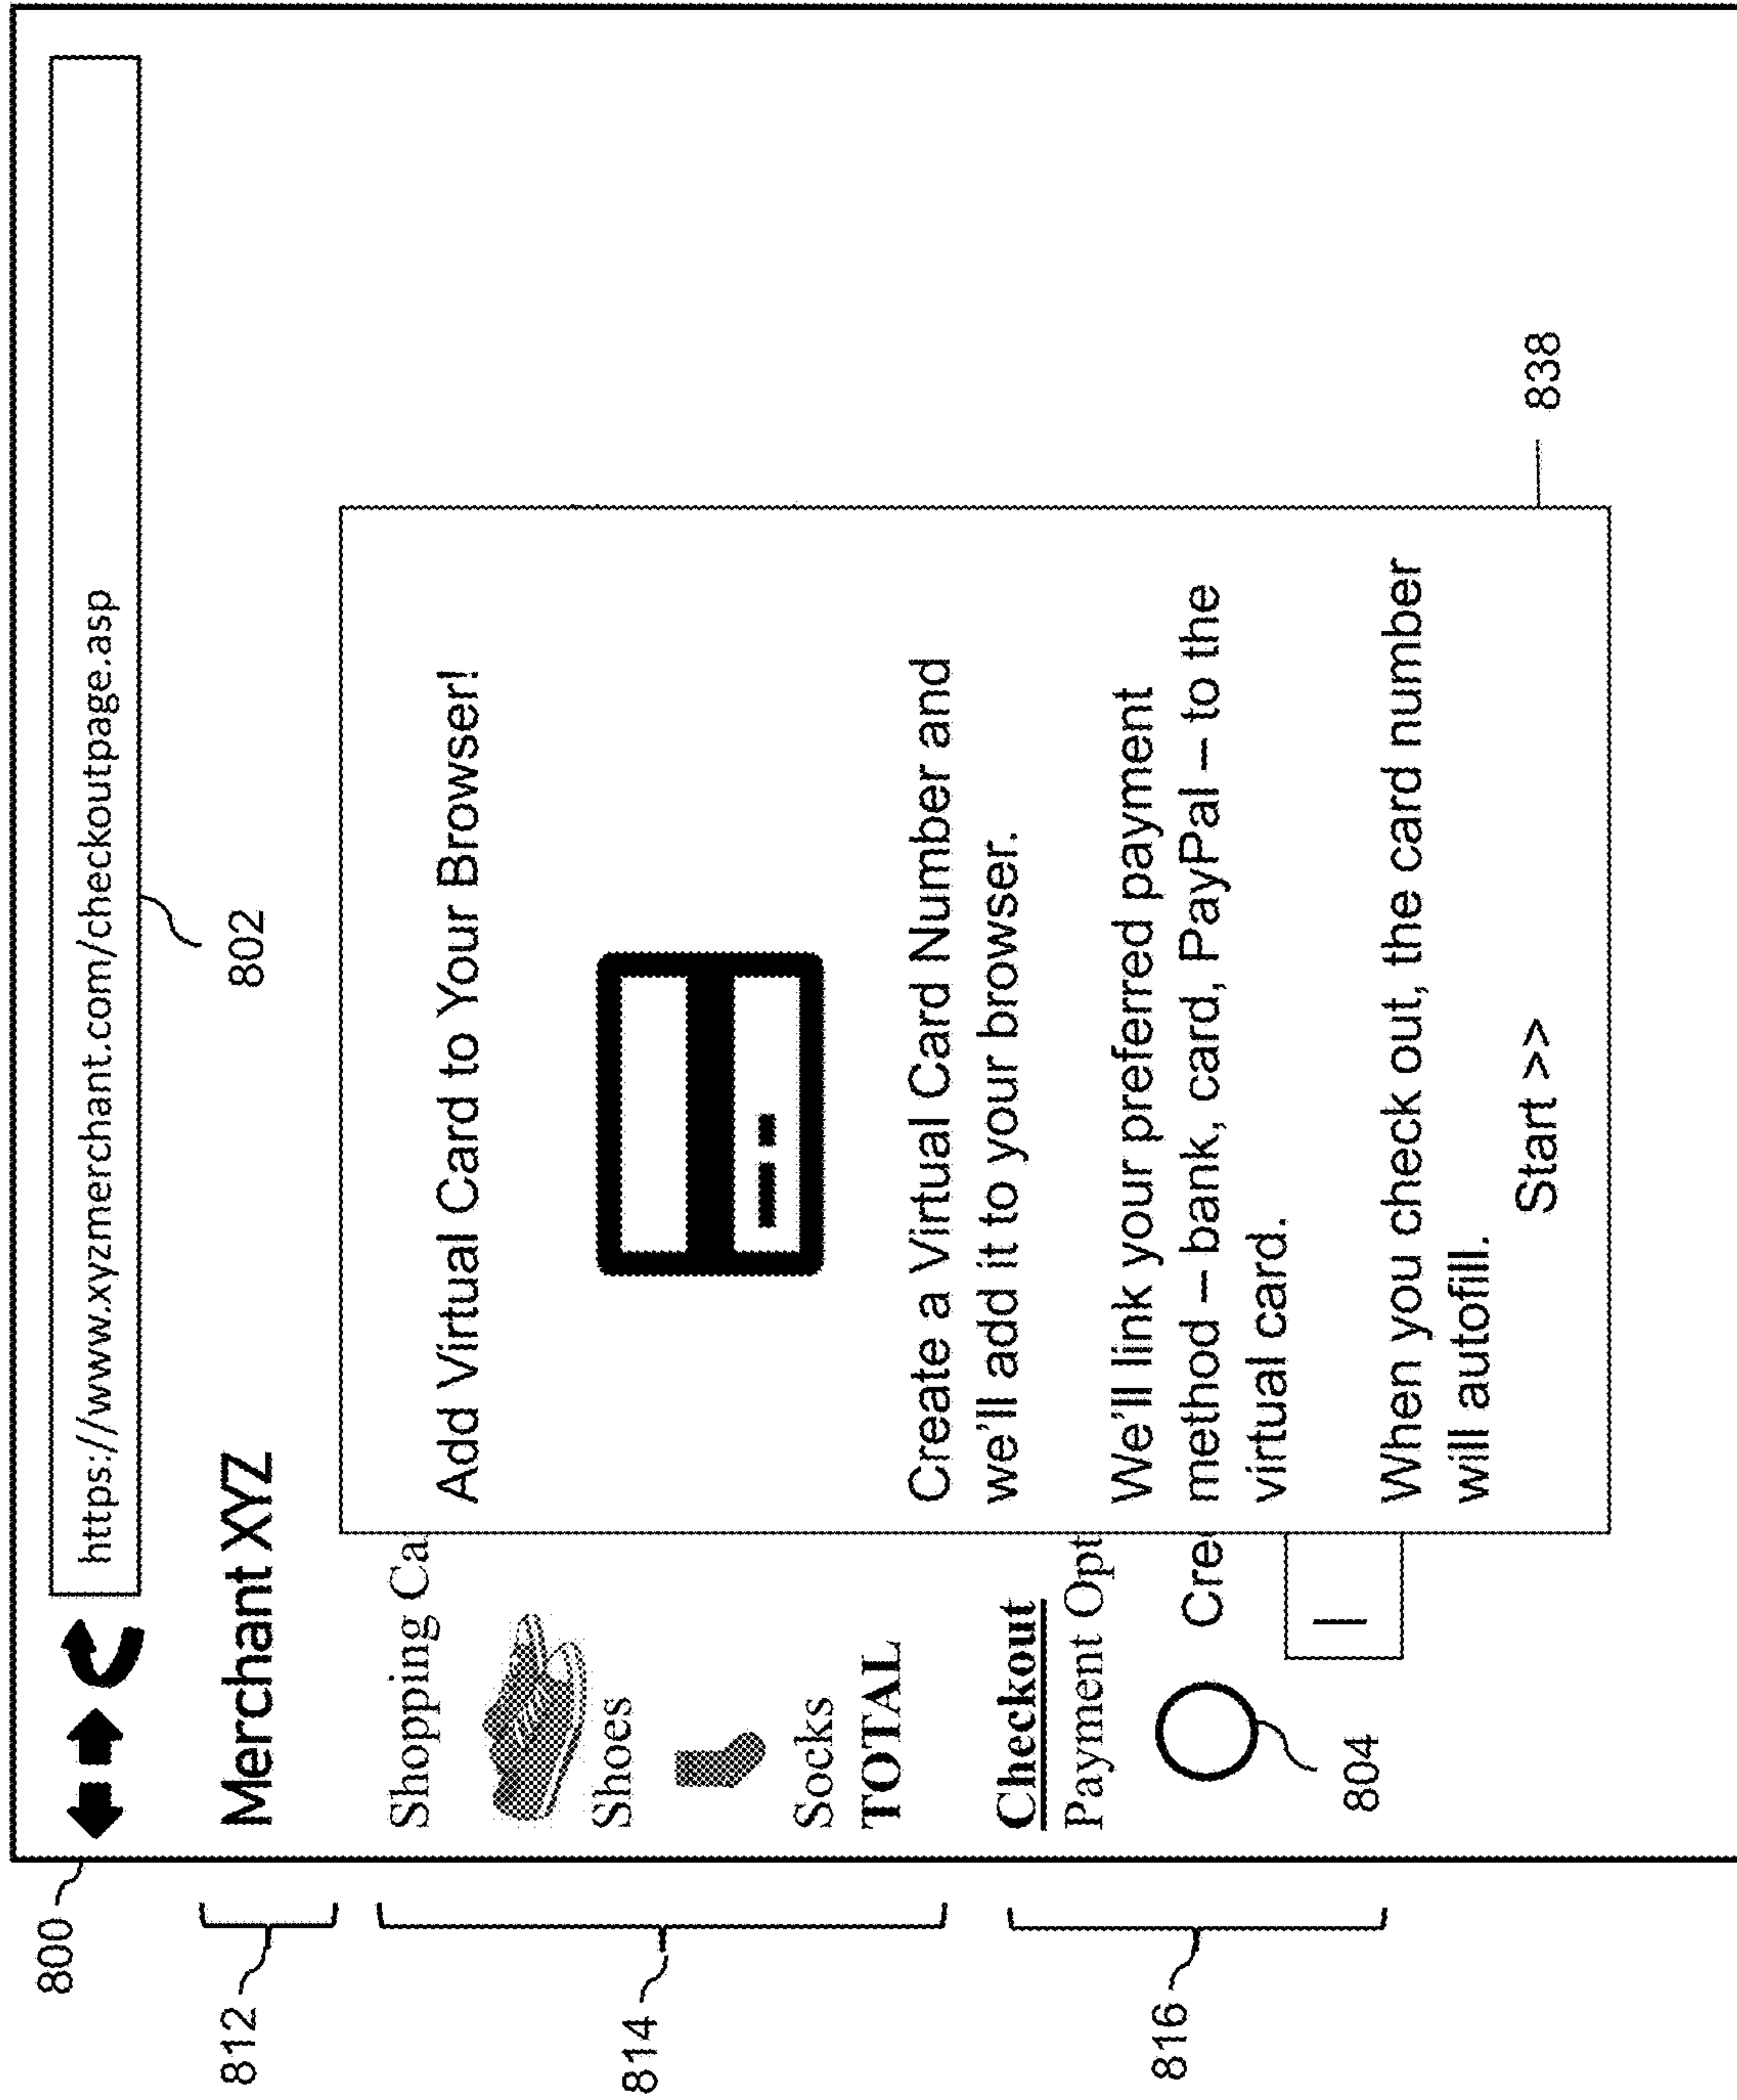 800
https://www.xyzmerchant.com/checkoutpage.asp
802
812
Merchant XYZ
814
Shopping Ca
Shoes
Socks
TOTAL
816
Checkout
Payment Opt
Cre
804
Add Virtual Card to Your Browser!
Create a Virtual Card Number and
we'll add it to your browser.
We'll link your preferred payment
method – bank, card, PayPal – to the
virtual card.
When you check out, the card number
will autofill.
Start >>
838